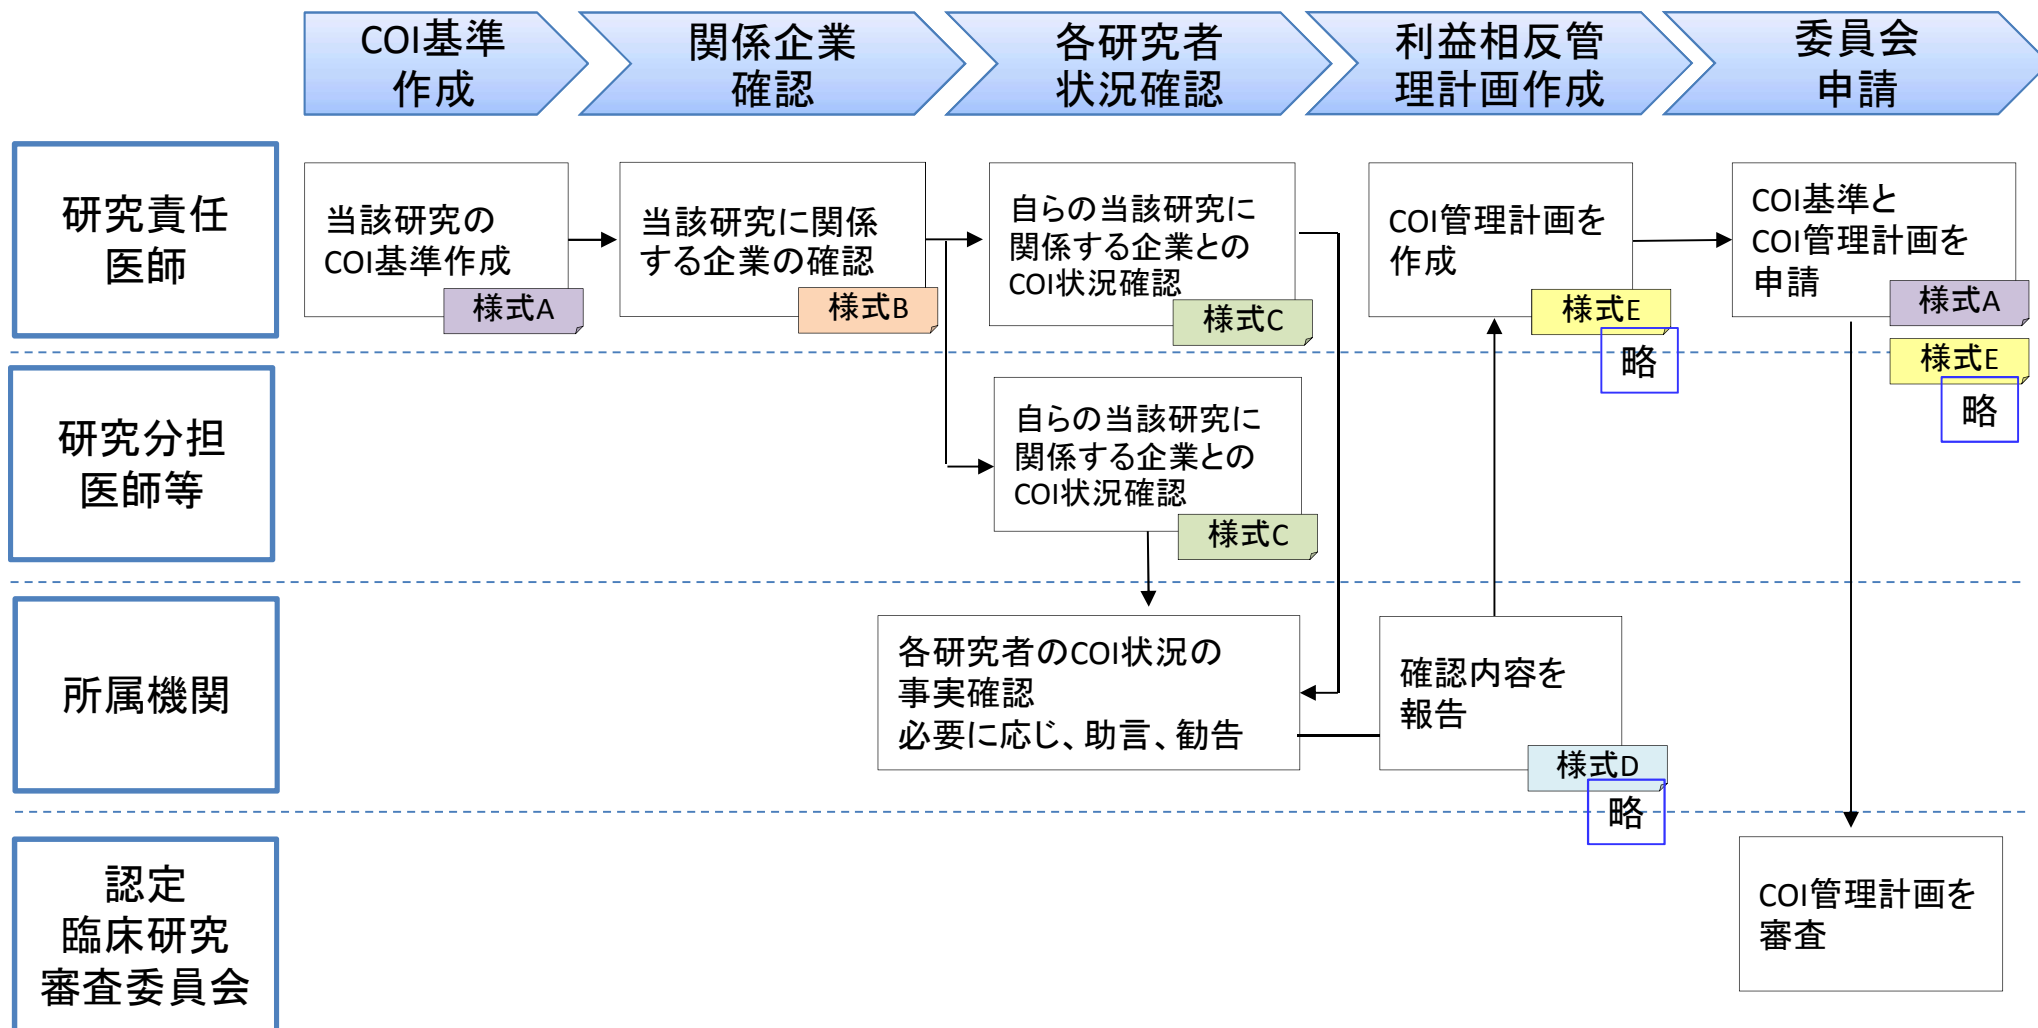 COI基準
作成
関係企業
確認
各研究者
状況確認
利益相反管
理計画作成
委員会
申請
研究責任
医師
当該研究の
COI基準作成
様式A
当該研究に関係
する企業の確認
様式B
自らの当該研究に
関係する企業との
COI状況確認
様式C
COI管理計画を
作成
様式E
略
COI基準と
COI管理計画を
申請
様式A
様式E
略
研究分担
医師等
自らの当該研究に
関係する企業との
COI状況確認
様式C
所属機関
各研究者のCOI状況の
事実確認
必要に応じ、助言、勧告
確認内容を
報告
様式D
略
認定
臨床研究
審査委員会
COI管理計画を
審査